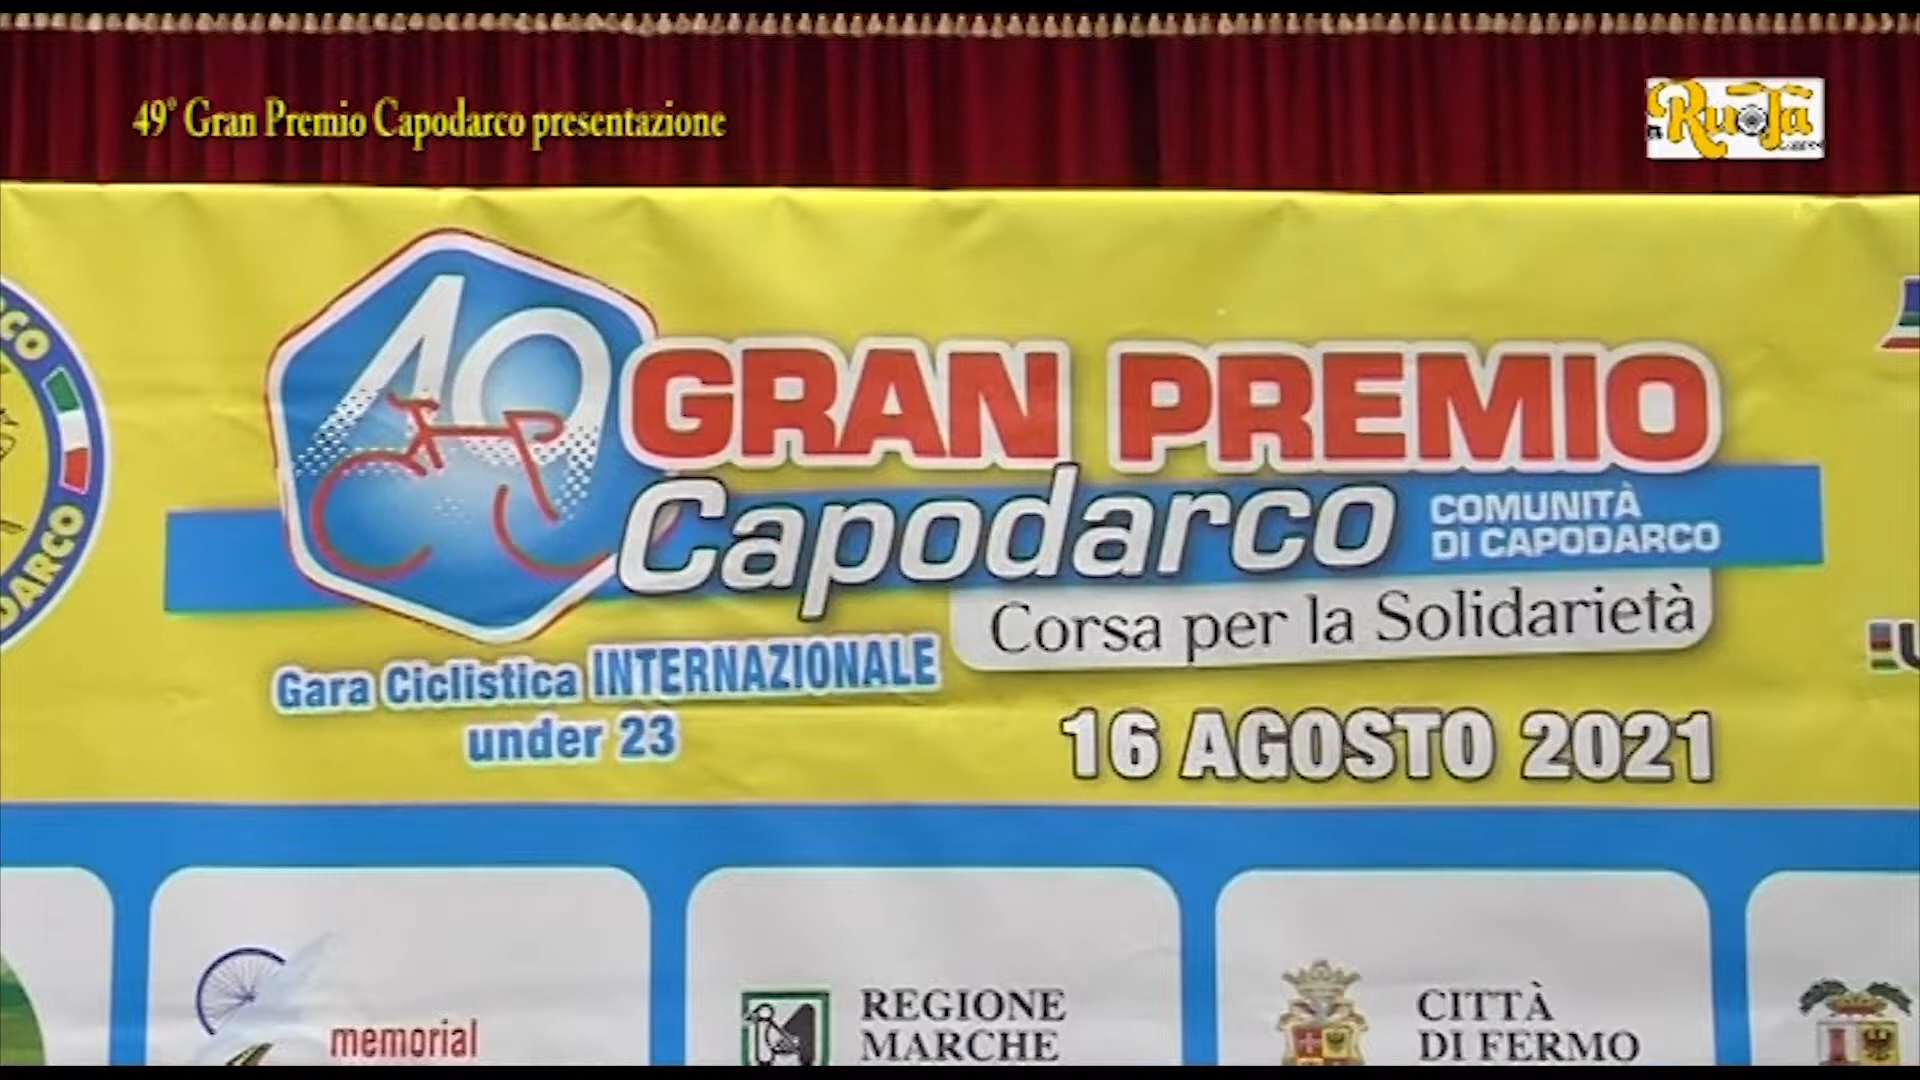 49° Gran Premio Capodarco presentazione
Ruota
49
GRAN PREMIO
Capodarco
COMUNITÀ
DI CAPODARCO
Corsa per la Solidarietà
Gara Ciclistica INTERNAZIONALE
under 23
16 AGOSTO 2021
memorial
REGIONE
MARCHE
CITTÀ
DI FERMO